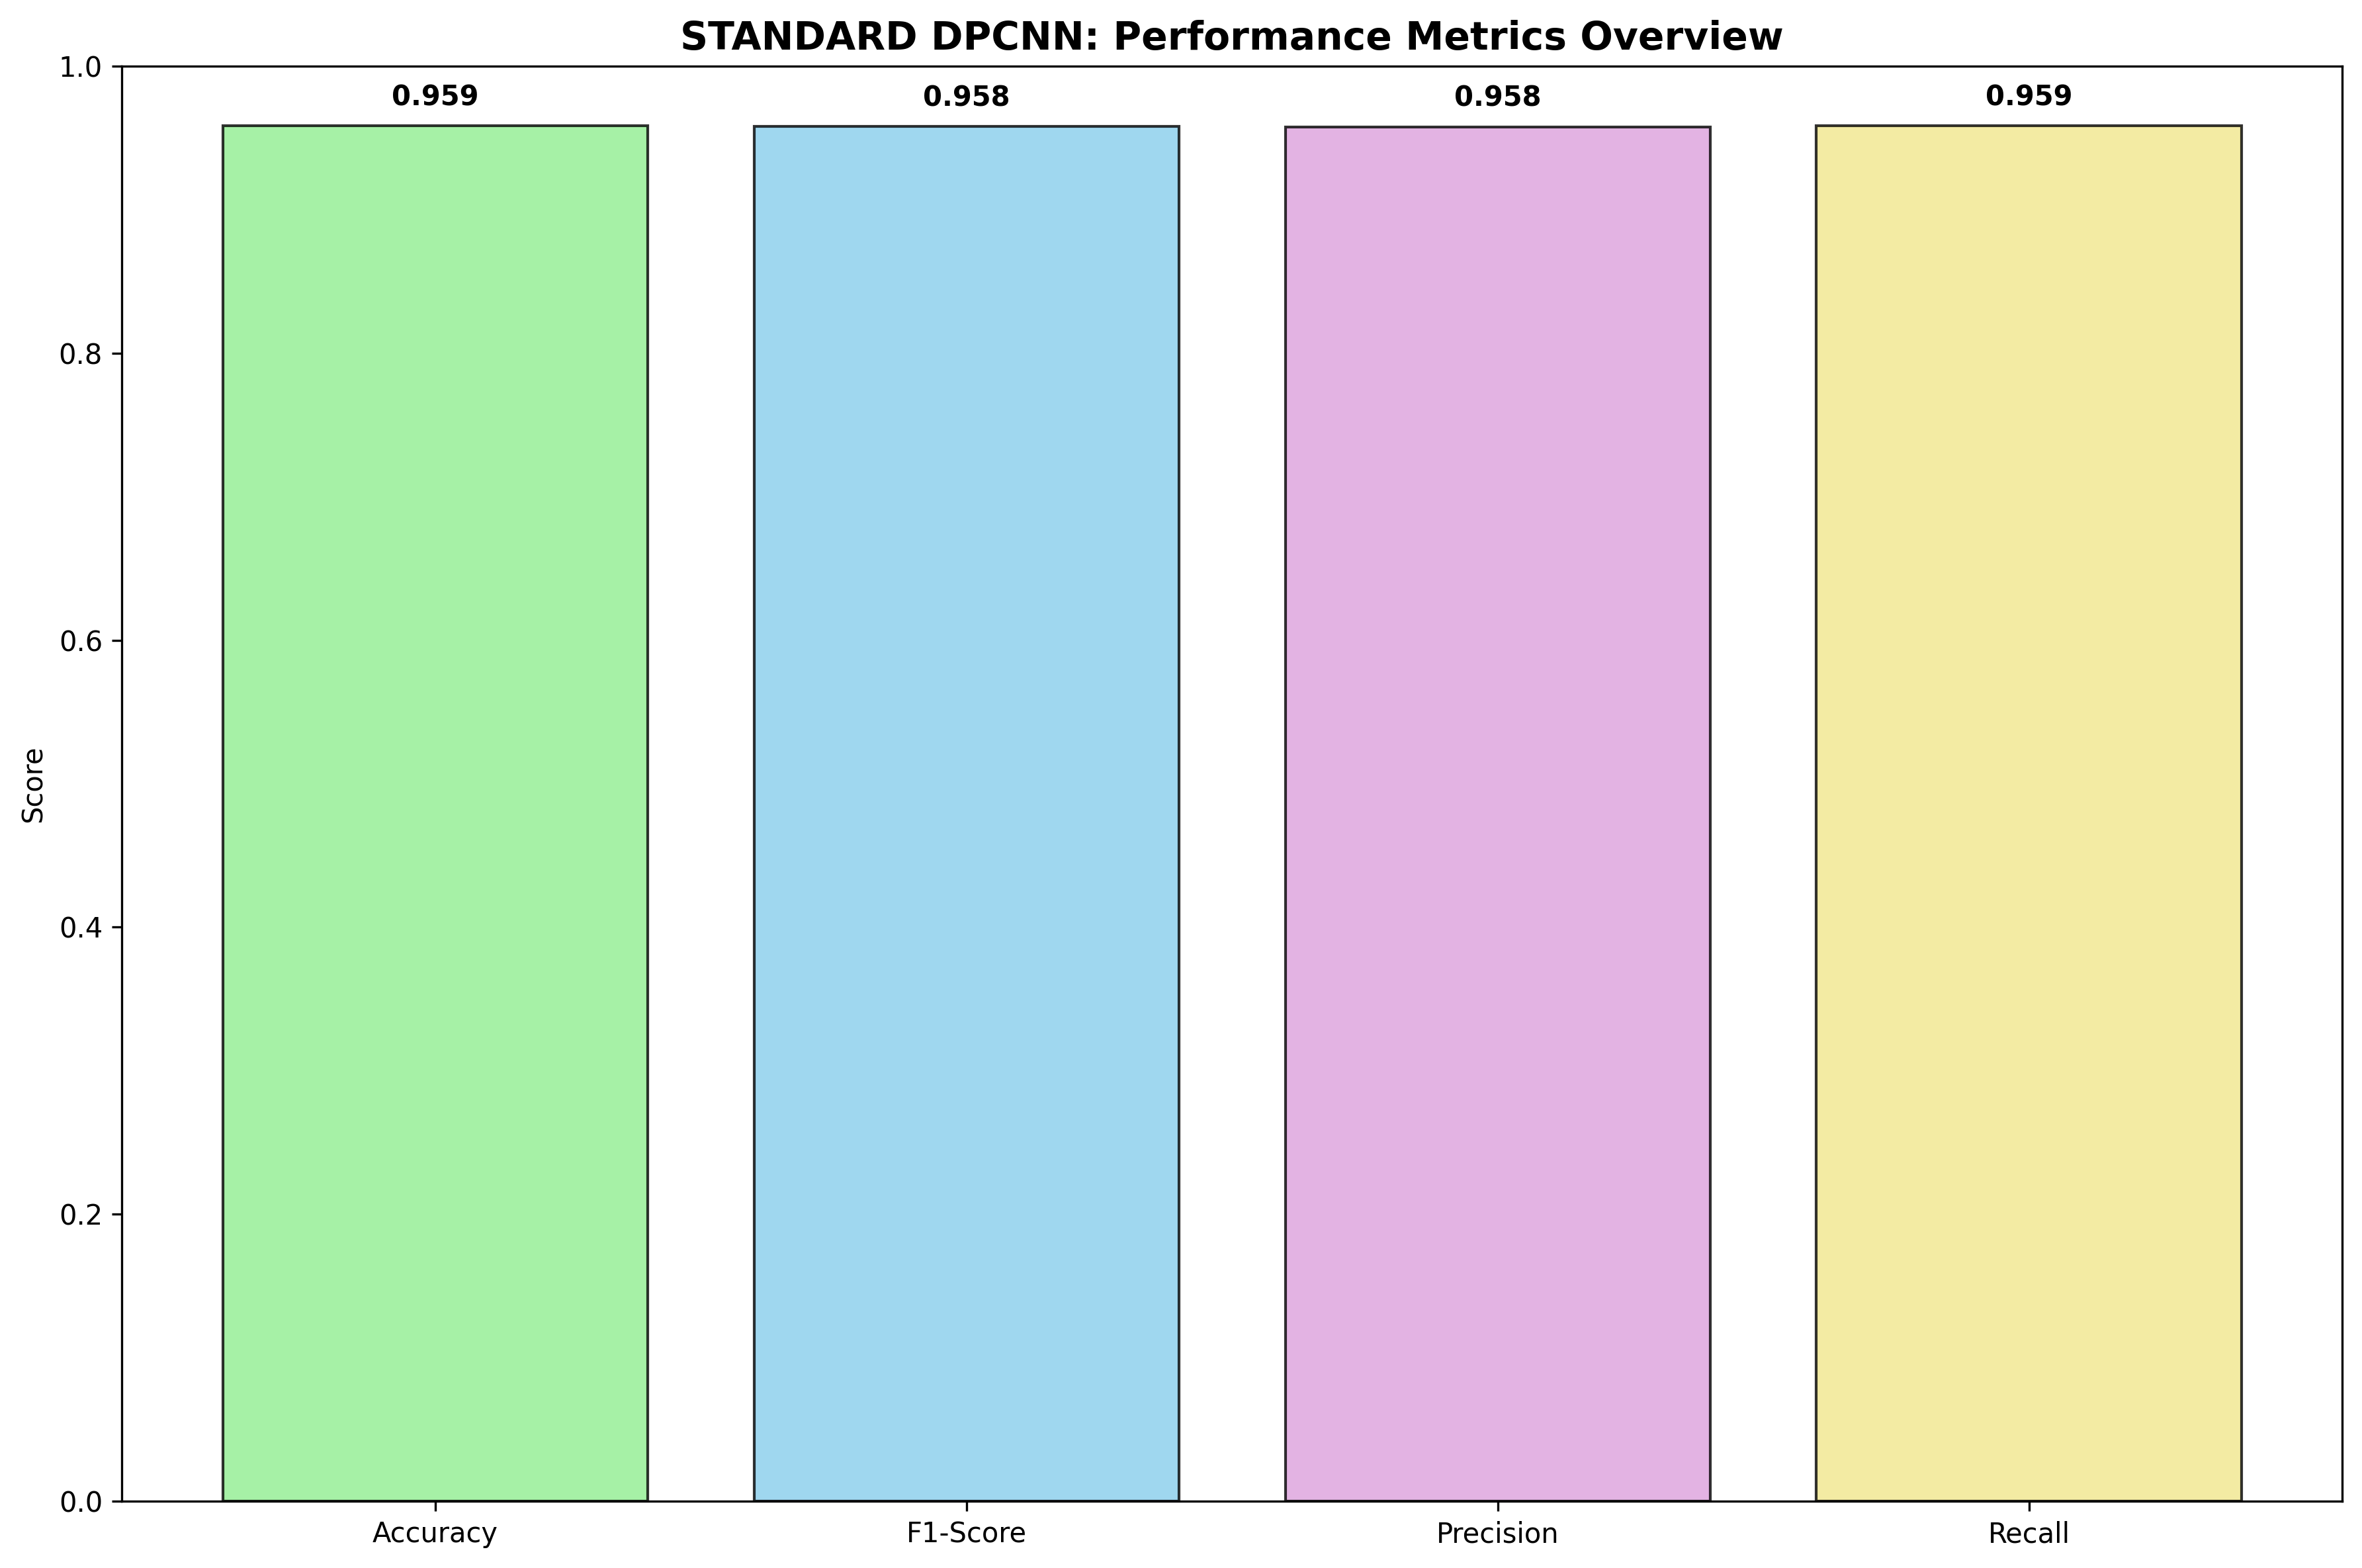 STANDARD DPCNN: Performance Metrics Overview
1.0
0.8
0.6
0.4
0.2
0.0
Score
0.959
0.958
0.958
0.959
Accuracy
F1-Score
Precision
Recall